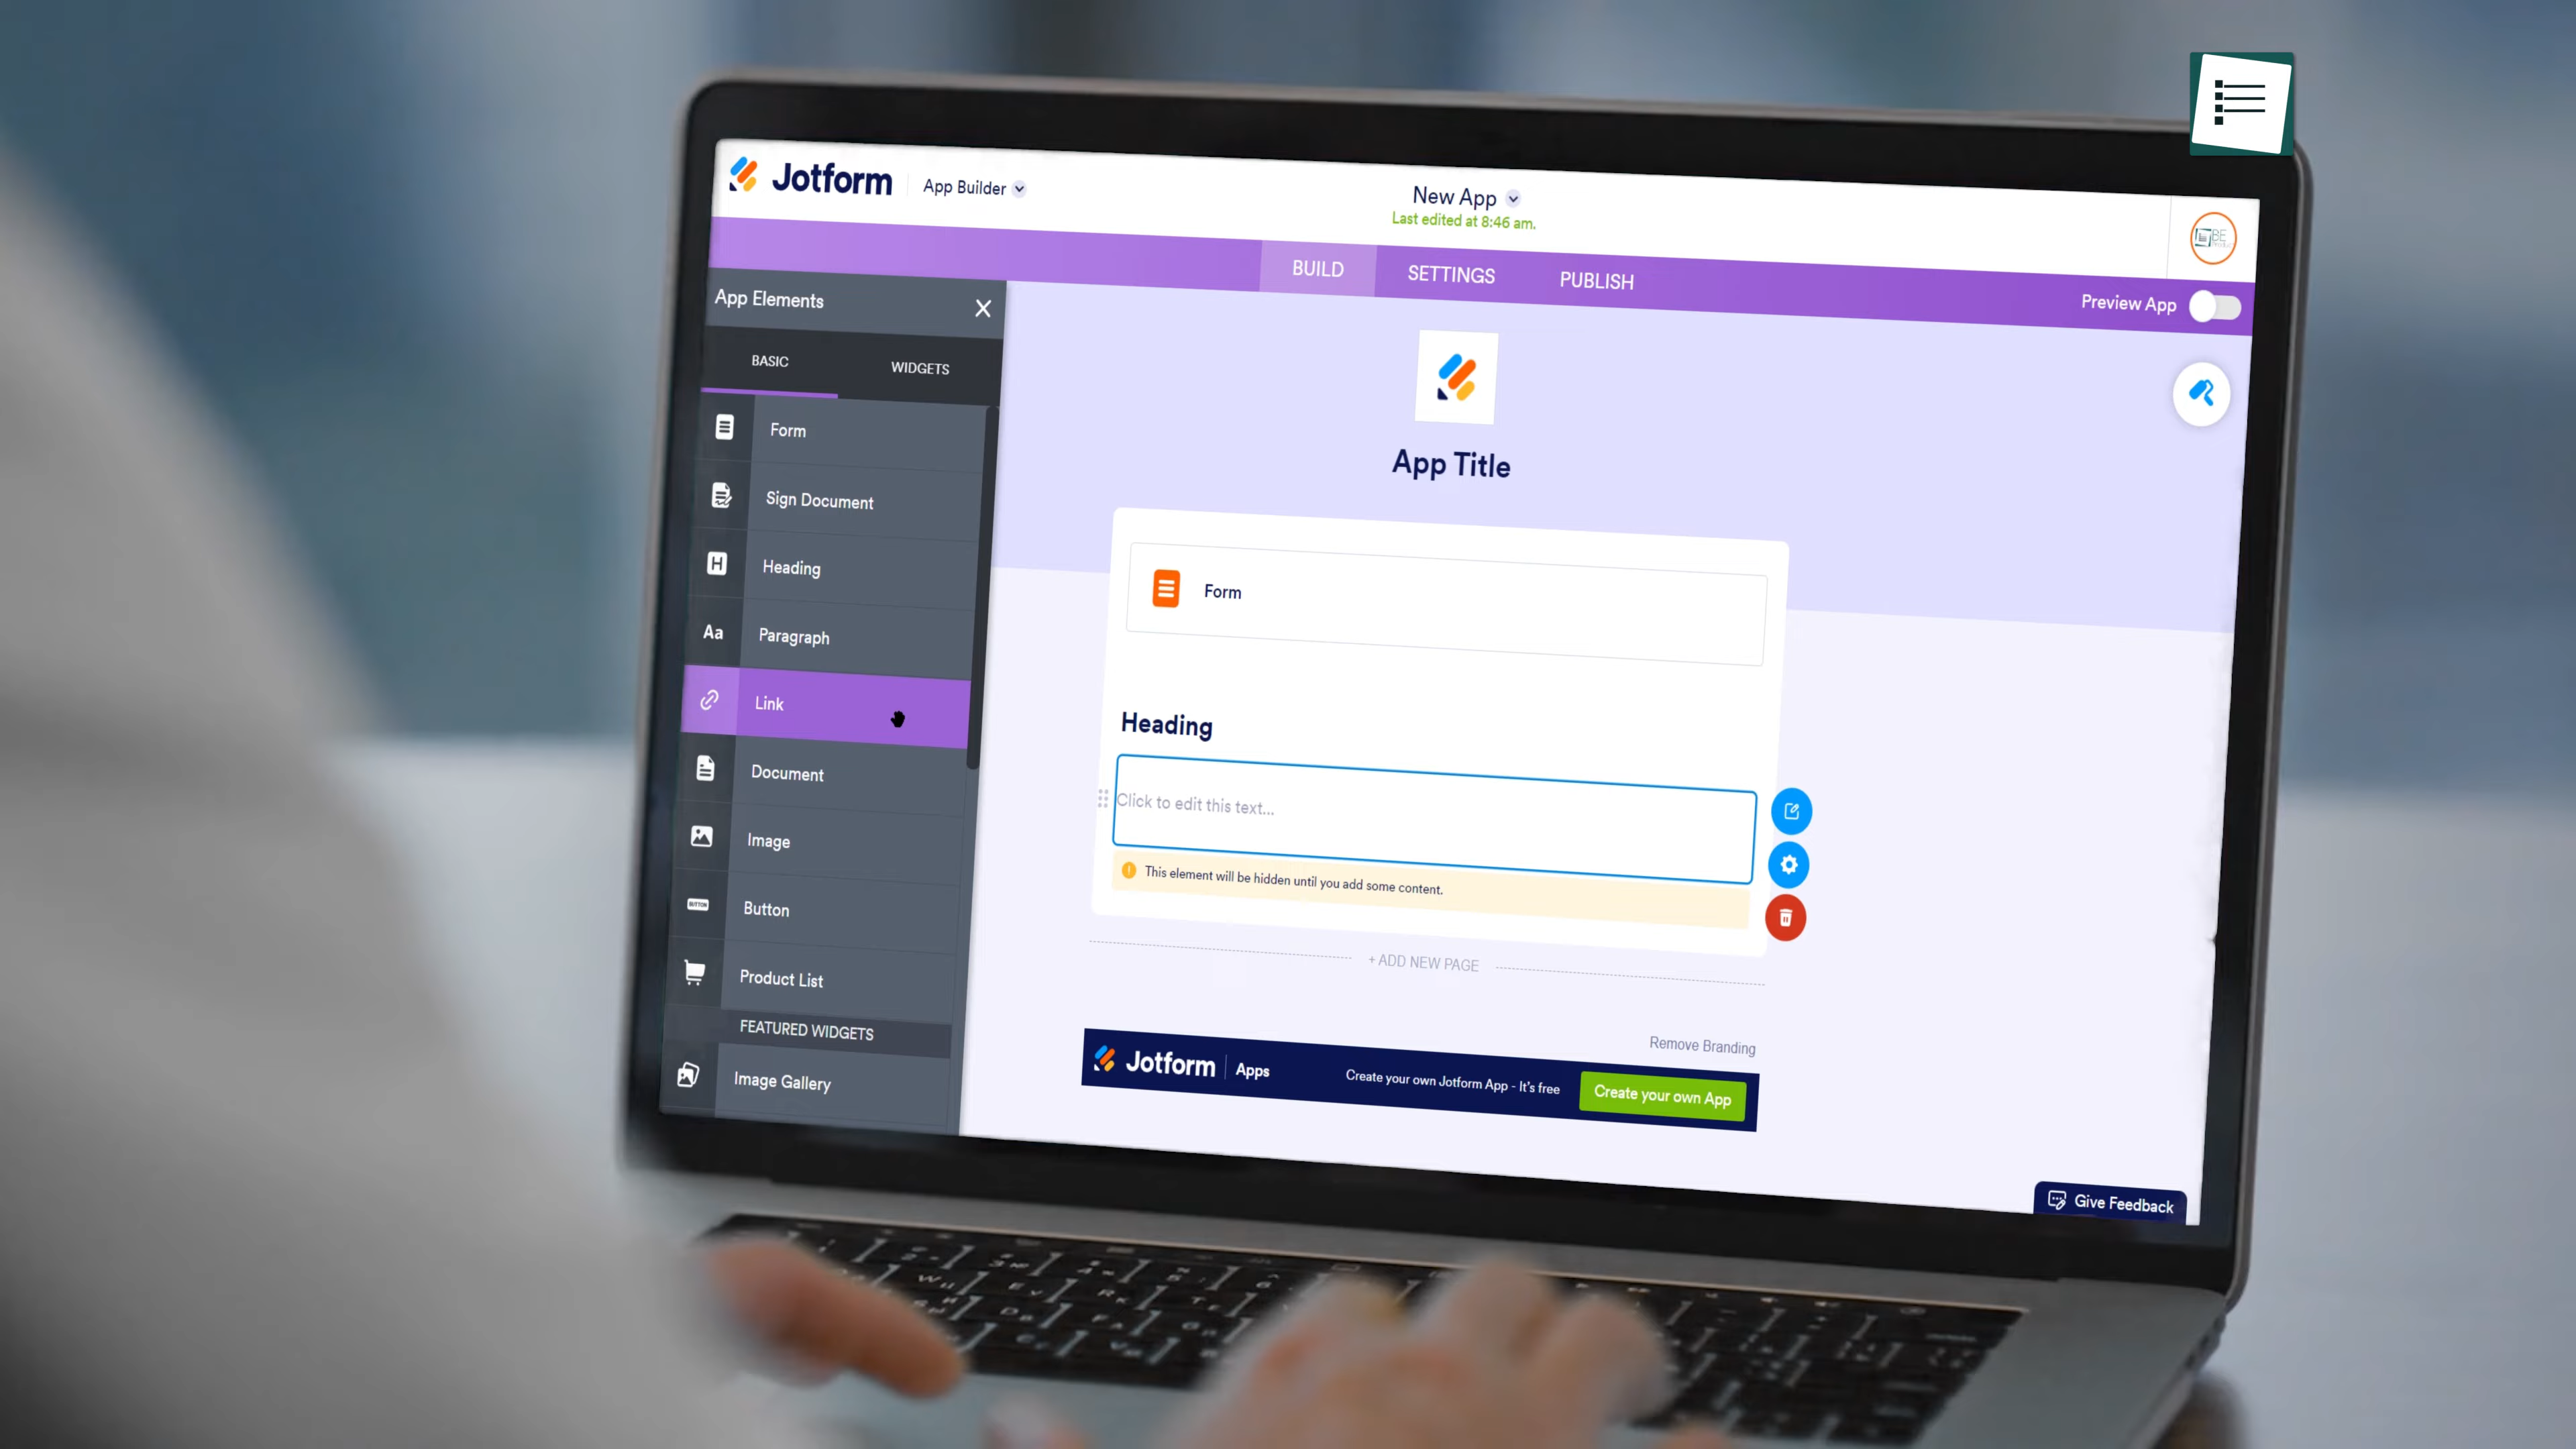 Jotform
App Builder
New App
Last edited at 8:46 am.
BE
BUILD
SETTINGS
PUBLISH
Preview App
App Elements
BASIC
WIDGETS
Form
Sign Document
Heading
Aa
Paragraph
Link
Document
Image
BUTTON
Button
Product List
FEATURED WIDGETS
Image Gallery
App Title
Form
Heading
Click to edit this text...
This element will be hidden until you add some content.
+ ADD NEW PAGE
Remove Branding
Jotform
Apps
Create your own Jotform App - It's free
Create your own App
Give Feedback